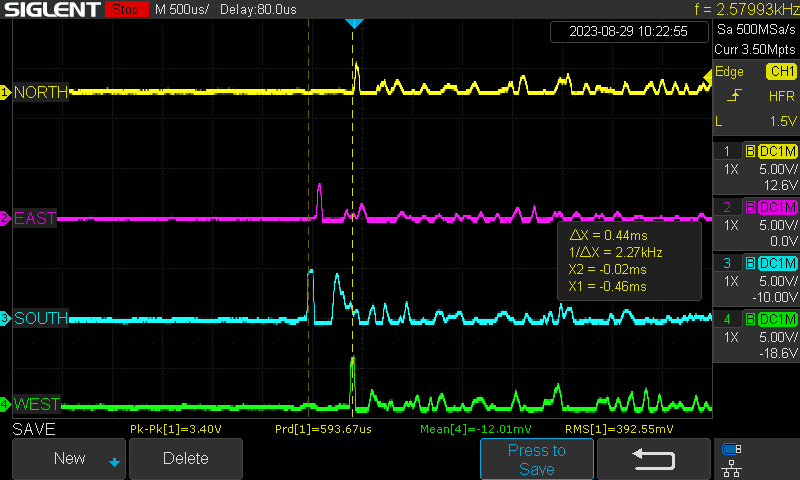 SIGLENT Stop M 500us/ Delay:80.0us f = 2.57993kHz
2023-08-29 10:22:55
Sa 500MSa/s
Curr 3.50Mpts
Edge CH1
HFR
L 1.5V
1 NORTH
2 EAST
3 SOUTH
4 WEST
ΔX = 0.44ms
1/ΔX = 2.27kHz
X2 = -0.02ms
X1 = -0.46ms
1 B DC1M
1X 5.00V/
12.6V
2 B DC1M
1X 5.00V/
0.0V
3 B DC1M
1X 5.00V/
-10.00V
4 B DC1M
1X 5.00V/
-18.6V
SAVE Pk-Pk[1]=3.40V Prd[1]=593.67us Mean[4]=-12.01mV RMS[1]=392.55mV
New Delete Press to
Save